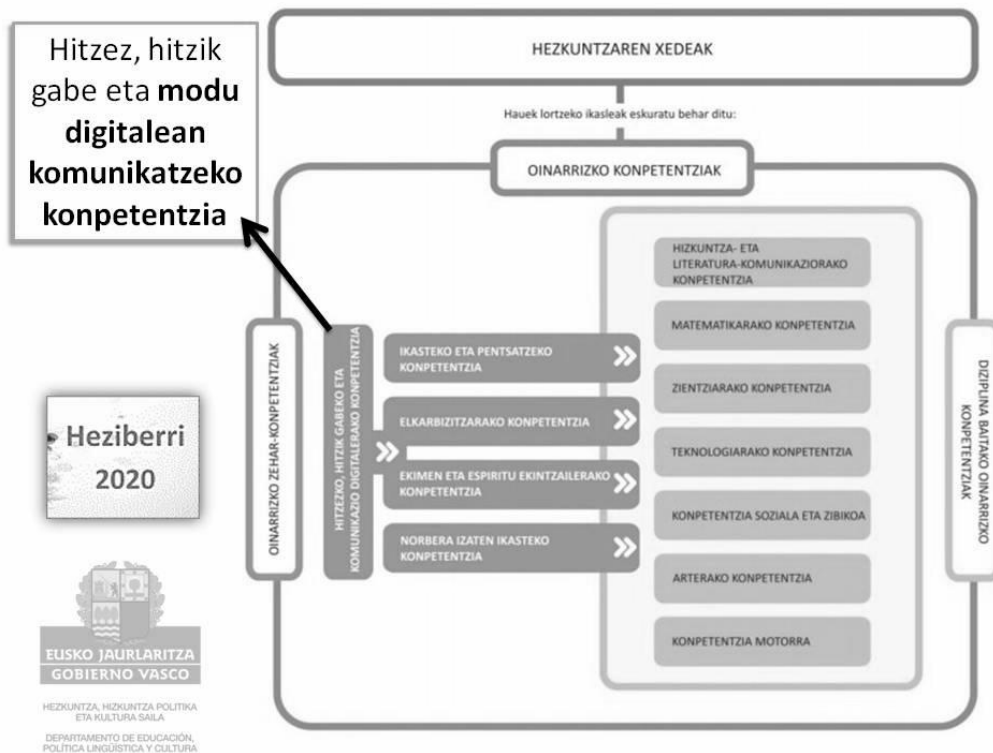 Hitzez, hitzik
gabe eta modu
digitalean
komunikatzeko
konpetentzia
HEZKUNTZAREN XEDEAK
Hauek lortzeko ikasleak eskuratu behar ditu:
OINARRIZKO KONPETENTZIAK
OINARRIZKO ZEHAR-KONPETENTZIAK
HITZEZKO, HITZIK GABEKO ETA
KOMUNIKAZIO DIGITALERAKO KONPETENTZIA
IKASTEKO ETA PENTSATZEKO
KONPETENTZIA
ELKARBIZITZARAKO KONPETENTZIA
EKIMEN ETA ESPIRITU EKINTZAILERAKO
KONPETENTZIA
NORBERA IZATEN IKASTEKO
KONPETENTZIA
HIZKUNTZA- ETA
LITERATURA-KOMUNIKAZIORAKO
KONPETENTZIA
MATEMATIKARAKO KONPETENTZIA
ZIENTZIARAKO KONPETENTZIA
TEKNOLOGIARAKO KONPETENTZIA
KONPETENTZIA SOZIALA ETA ZIBIKOA
ARTERAKO KONPETENTZIA
KONPETENTZIA MOTORRA
DIZIPLINA BAITAKO OINARRIZKO
KONPETENTZIAK
Heziberri
2020
EUSKO JAURLARITZA
GOBIERNO VASCO
HEZKUNTZA, HIZKUNTZA POLITIKA
ETA KULTURA SAILA
DEPARTAMENTO DE EDUCACIÓN,
POLÍTICA LINGÜÍSTICA Y CULTURA